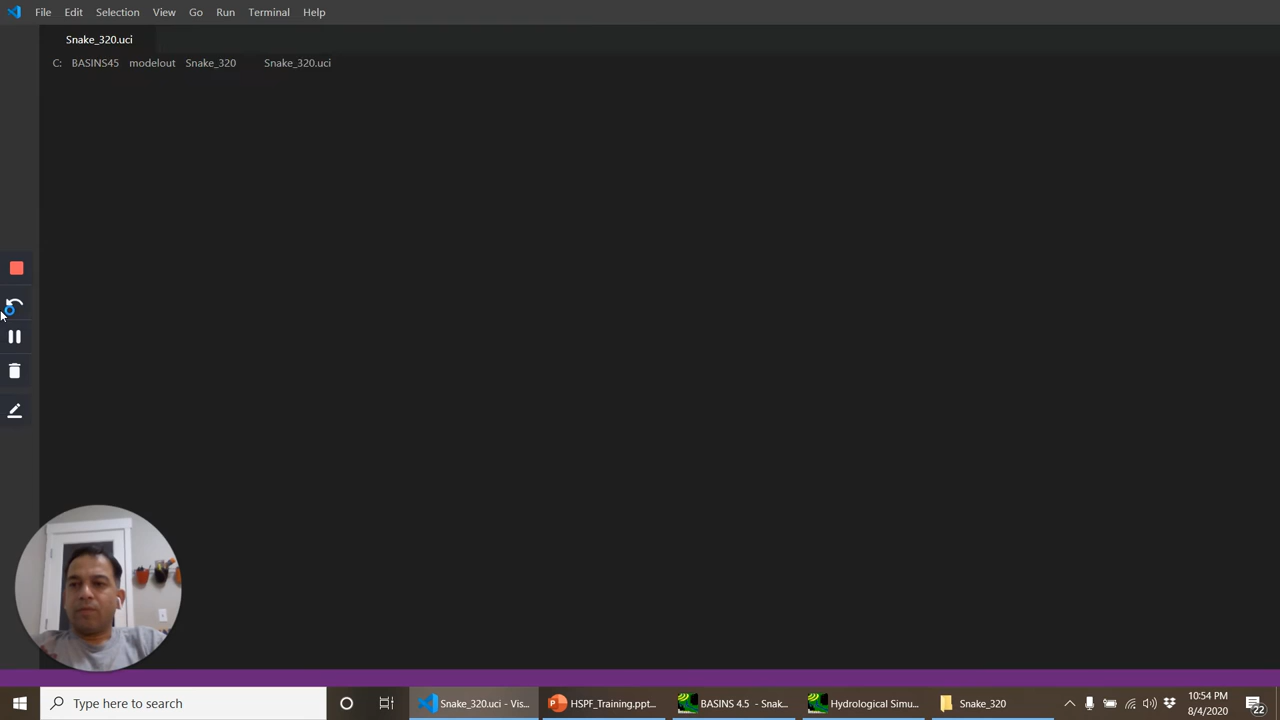 File Edit Selection View Go Run Terminal Help
Snake_320.uci
C: BASINS45 modelout Snake_320 Snake_320.uci
Type here to search
Snake_320.uci - Vis...
HSPF_Training.ppt...
BASINS 4.5 - Snak...
Hydrological Simu...
Snake_320
10:54 PM
8/4/2020
22